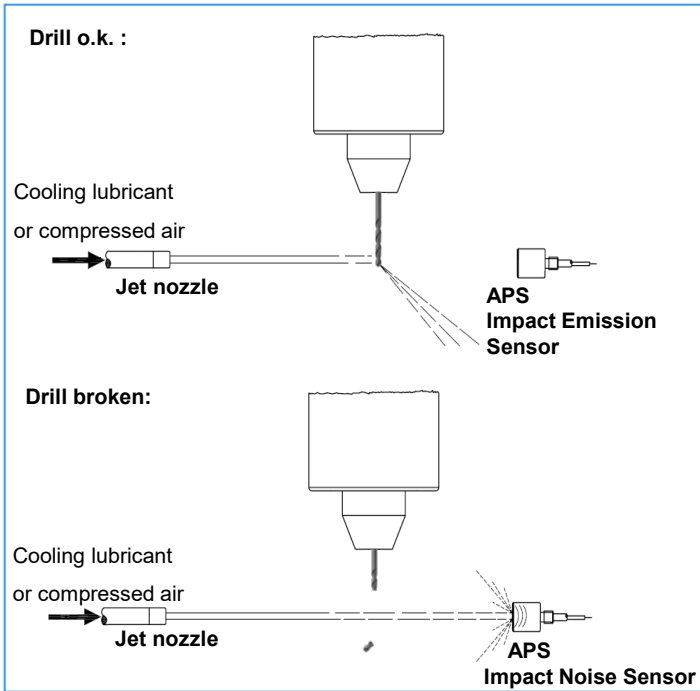 Drill o.k. :
Cooling lubricant
or compressed air
Jet nozzle
APS
Impact Emission
Sensor
Drill broken:
Cooling lubricant
or compressed air
Jet nozzle
APS
Impact Noise Sensor